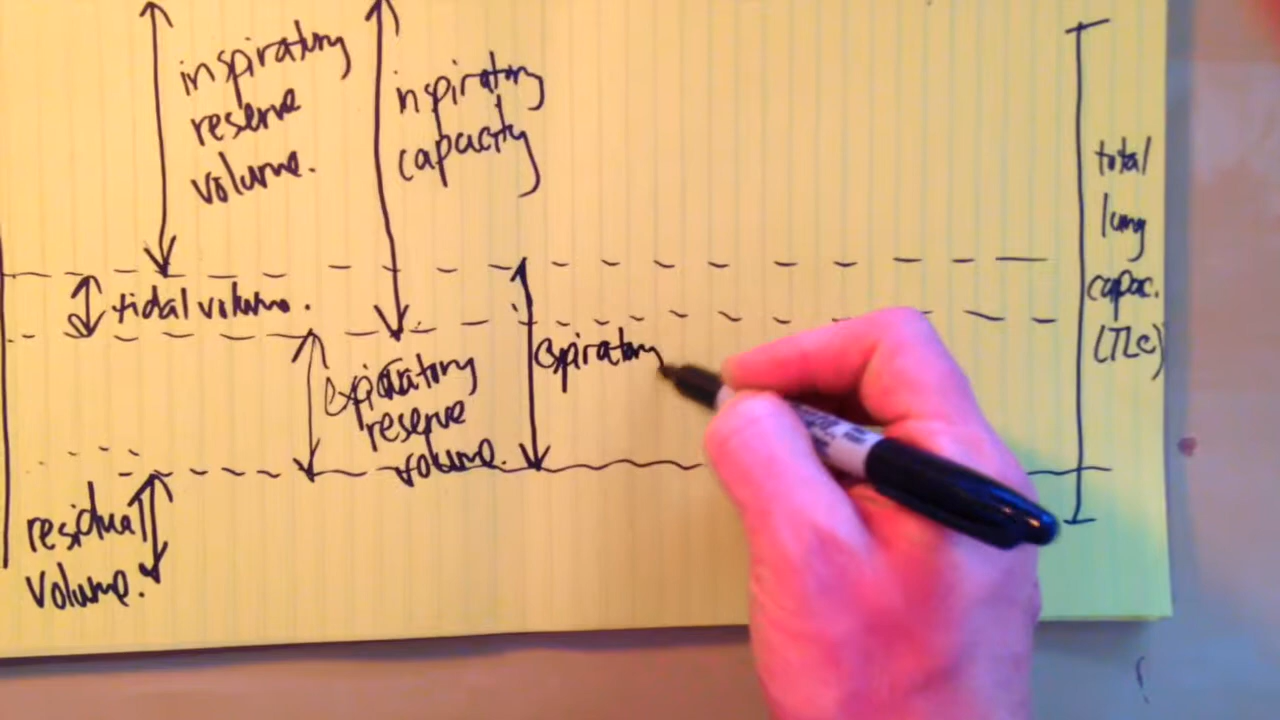 inspiratory
reserve
volume.
inspiratory
capacity
total
lung
capac.
(TLC)
tidal volume.
expiratory
reserve
volume.
expiratory
residual
volume.